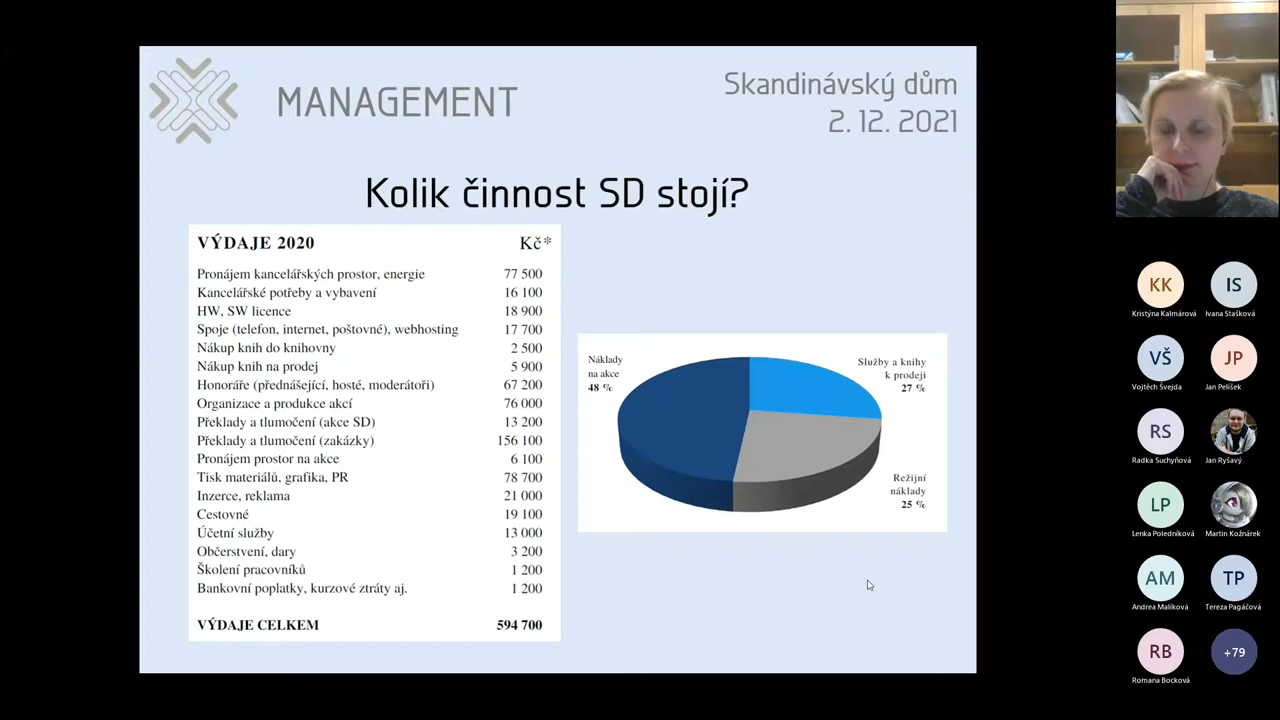 MANAGEMENT
Skandinávský dům
2. 12. 2021
Kolik činnost SD stojí?
VÝDAJE 2020 Kč*
Pronájem kancelářských prostor, energie 77 500
Kancelářské potřeby a vybavení 16 100
HW, SW licence 18 900
Spoje (telefon, internet, poštovné), webhosting 17 700
Nákup knih do knihovny 2 500
Nákup knih na prodej 5 900
Honoráře (přednášející, hosté, moderátoři) 67 200
Organizace a produkce akcí 76 000
Překlady a tlumočení (akce SD) 13 200
Překlady a tlumočení (zakázky) 156 100
Pronájem prostor na akce 6 100
Tisk materiálů, grafika, PR 78 700
Inzerce, reklama 21 000
Cestovné 19 100
Účetní služby 13 000
Občerstvení, dary 3 200
Školení pracovníků 1 200
Bankovní poplatky, kurzové ztráty aj. 1 200
VÝDAJE CELKEM 594 700
Náklady
na akce
48 %
Služby a knihy
k prodeji
27 %
Režijní
náklady
25 %
KK IS
Kristýna Kalmárová Ivana Stašková
VŠ JP
Vojtěch Švejda Jan Pelíšek
RS
Radka Suchyňová Jan Ryšavý
LP
Lenka Poledníková Martin Kožnárek
AM TP
Andrea Malíková Tereza Pagáčová
RB +79
Romana Bocková